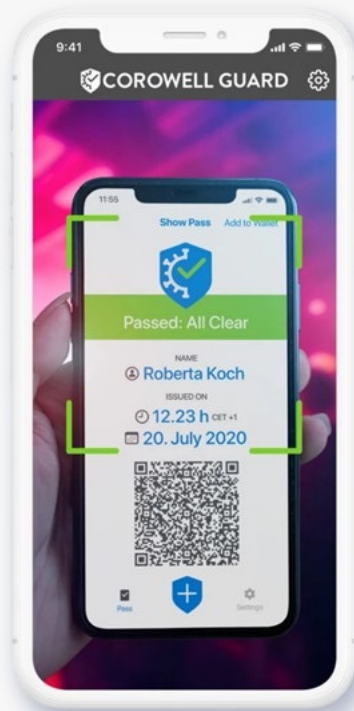 9:41
COROWELL GUARD
11:55
Show Pass Add to Wallet
Passed: All Clear
NAME
Roberta Koch
ISSUED ON
12.23 h CET +1
20. July 2020
Pass
Settings